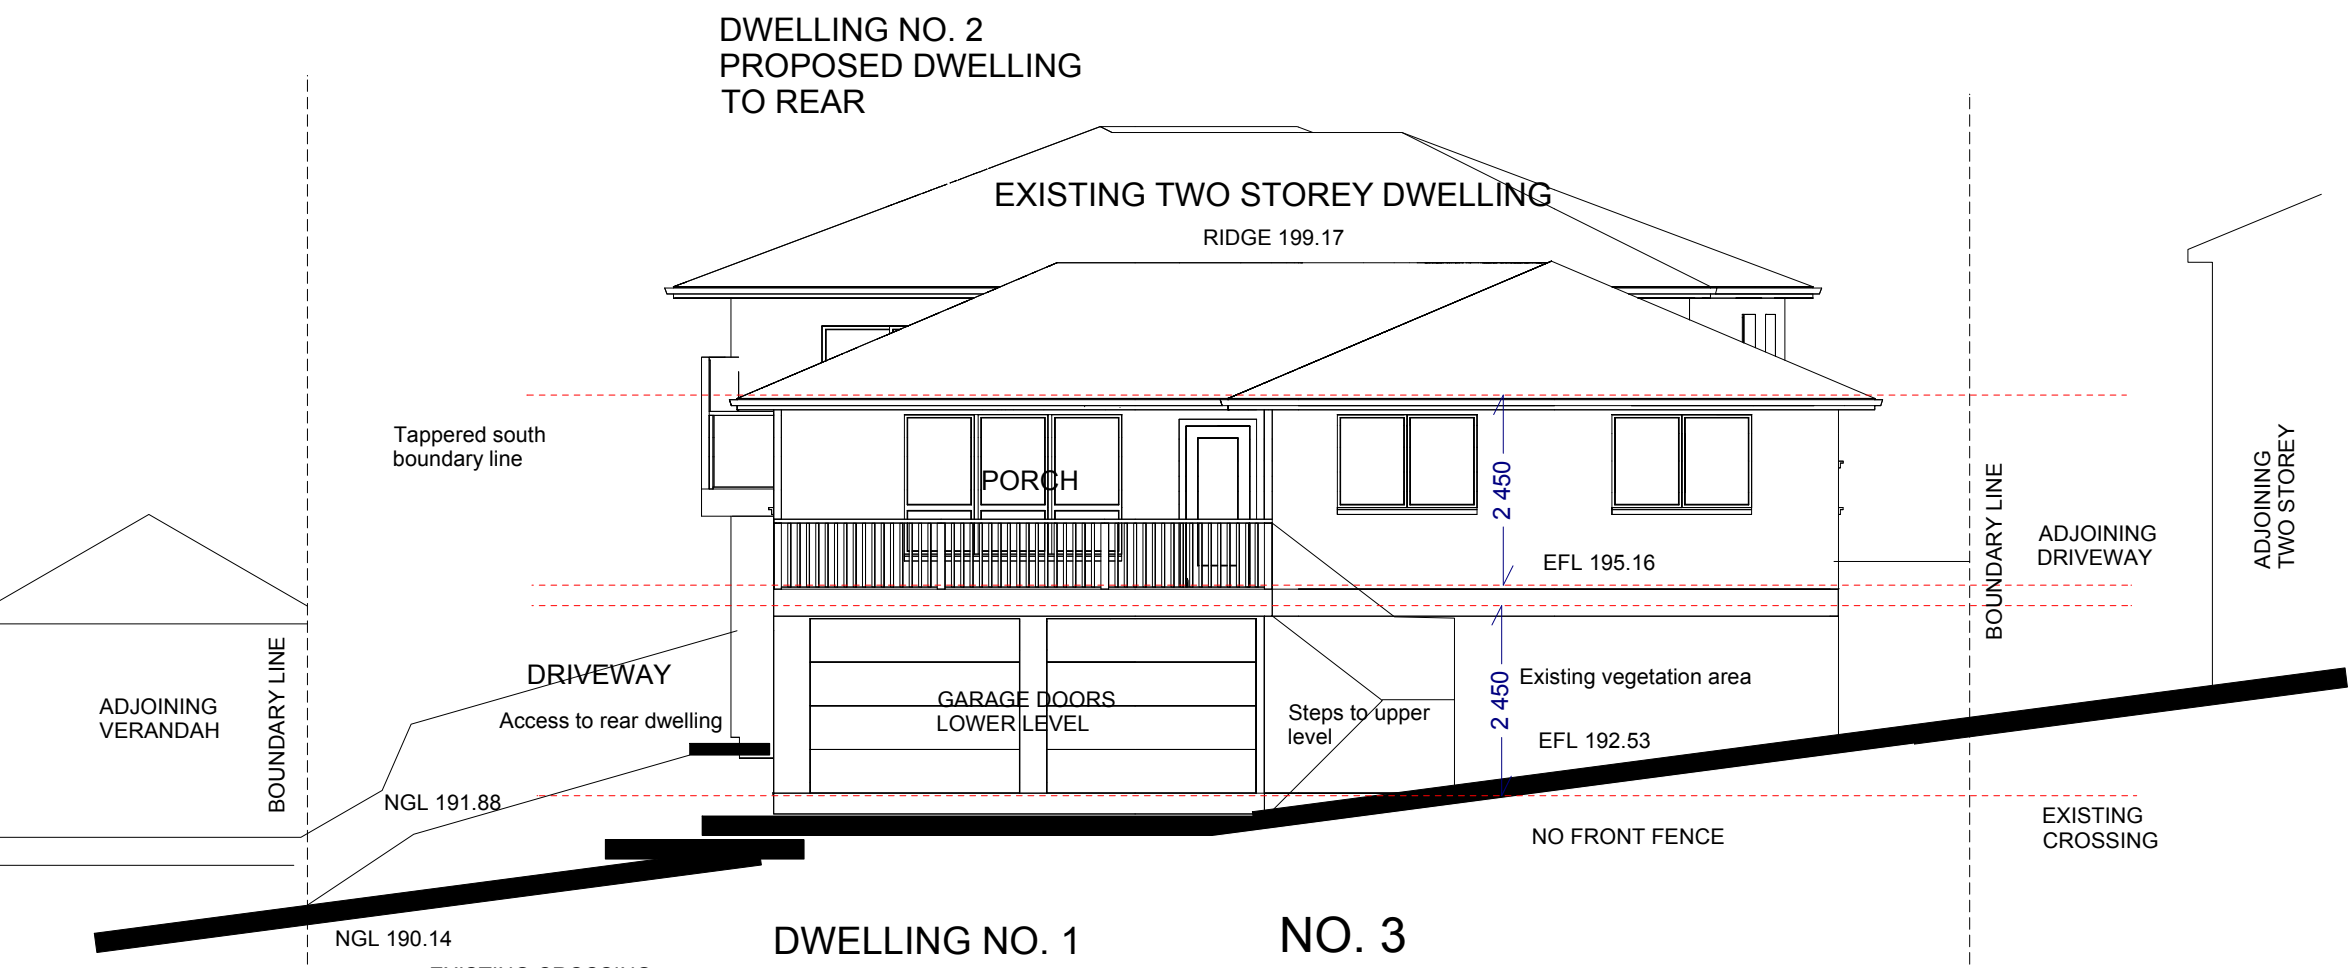 DWELLING NO. 2
PROPOSED DWELLING
TO REAR
EXISTING TWO STOREY DWELLING
RIDGE 199.17
Tappered south
boundary line
PORCH
2 450
EFL 195.16
BOUNDARY LINE
ADJOINING
DRIVEWAY
ADJOINING
TWO STOREY
ADJOINING
VERANDAH
BOUNDARY LINE
DRIVEWAY
Access to rear dwelling
GARAGE DOORS
LOWER LEVEL
Steps to upper
level
2 450
Existing vegetation area
EFL 192.53
NGL 191.88
NO FRONT FENCE
EXISTING
CROSSING
NGL 190.14
DWELLING NO. 1
NO. 3
EXISTING CROSSING